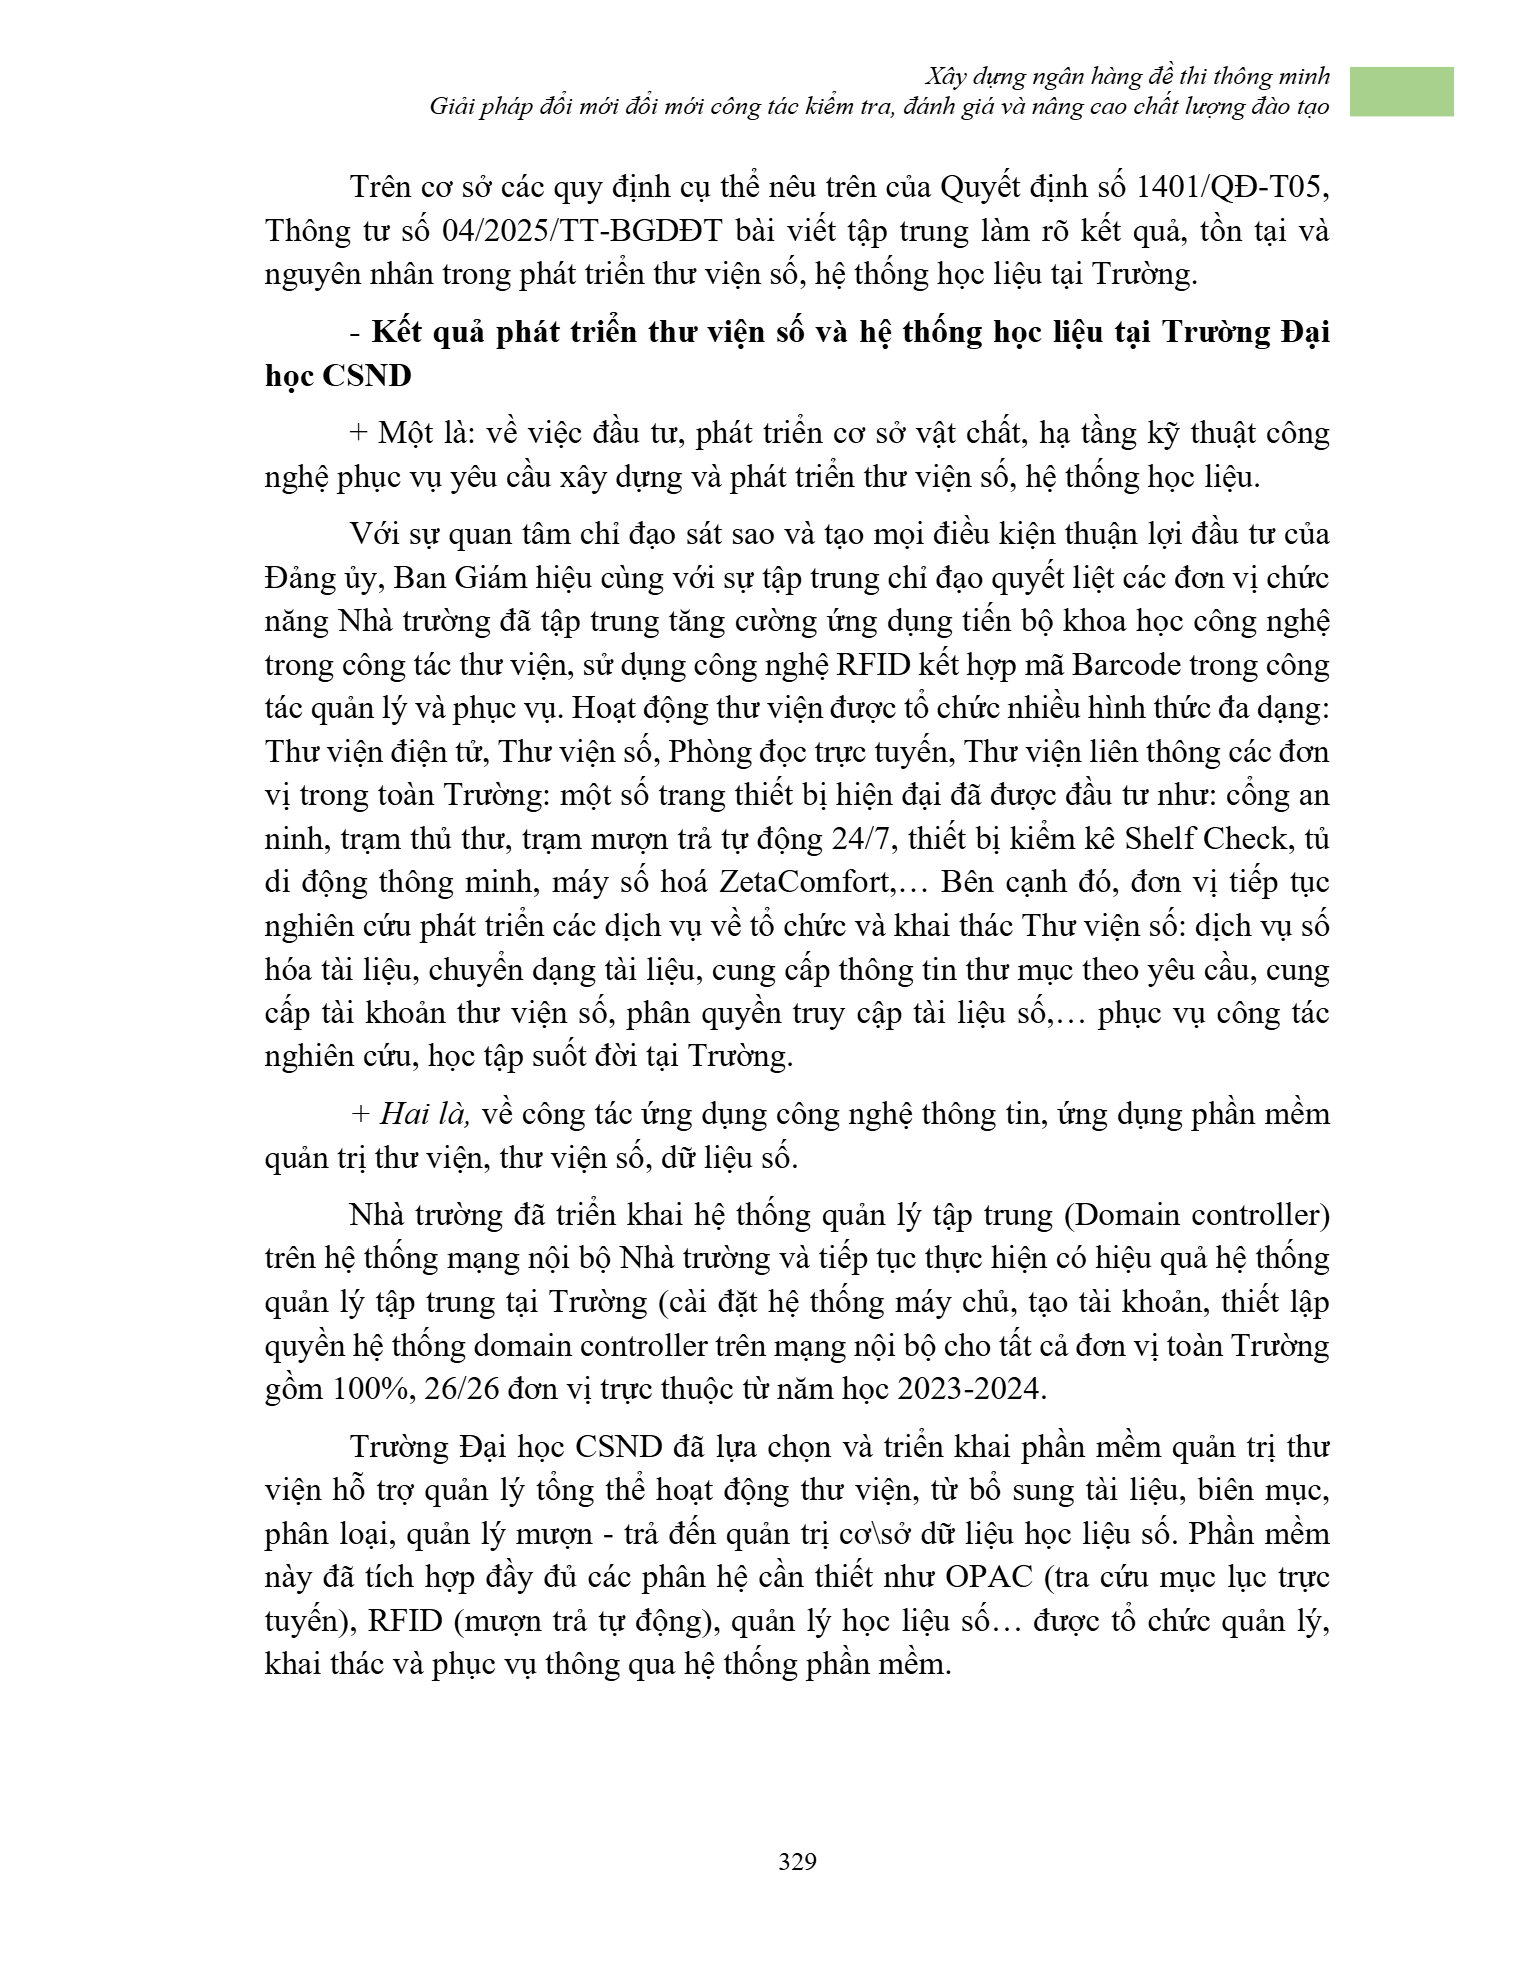 Xây dựng ngân hàng đề thi thông minh
Giải pháp đổi mới đổi mới công tác kiểm tra, đánh giá và nâng cao chất lượng đào tạo
Trên cơ sở các quy định cụ thể nêu trên của Quyết định số 1401/QĐ-T05,
Thông tư số 04/2025/TT-BGDĐT bài viết tập trung làm rõ kết quả, tồn tại và
nguyên nhân trong phát triển thư viện số, hệ thống học liệu tại Trường.
- Kết quả phát triển thư viện số và hệ thống học liệu tại Trường Đại
học CSND
+ Một là: về việc đầu tư, phát triển cơ sở vật chất, hạ tầng kỹ thuật công
nghệ phục vụ yêu cầu xây dựng và phát triển thư viện số, hệ thống học liệu.
Với sự quan tâm chỉ đạo sát sao và tạo mọi điều kiện thuận lợi đầu tư của
Đảng ủy, Ban Giám hiệu cùng với sự tập trung chỉ đạo quyết liệt các đơn vị chức
năng Nhà trường đã tập trung tăng cường ứng dụng tiến bộ khoa học công nghệ
trong công tác thư viện, sử dụng công nghệ RFID kết hợp mã Barcode trong công
tác quản lý và phục vụ. Hoạt động thư viện được tổ chức nhiều hình thức đa dạng:
Thư viện điện tử, Thư viện số, Phòng đọc trực tuyến, Thư viện liên thông các đơn
vị trong toàn Trường: một số trang thiết bị hiện đại đã được đầu tư như: cổng an
ninh, trạm thủ thư, trạm mượn trả tự động 24/7, thiết bị kiểm kê Shelf Check, tủ
di động thông minh, máy số hoá ZetaComfort,… Bên cạnh đó, đơn vị tiếp tục
nghiên cứu phát triển các dịch vụ về tổ chức và khai thác Thư viện số: dịch vụ số
hóa tài liệu, chuyển dạng tài liệu, cung cấp thông tin thư mục theo yêu cầu, cung
cấp tài khoản thư viện số, phân quyền truy cập tài liệu số,… phục vụ công tác
nghiên cứu, học tập suốt đời tại Trường.
+ Hai là, về công tác ứng dụng công nghệ thông tin, ứng dụng phần mềm
quản trị thư viện, thư viện số, dữ liệu số.
Nhà trường đã triển khai hệ thống quản lý tập trung (Domain controller)
trên hệ thống mạng nội bộ Nhà trường và tiếp tục thực hiện có hiệu quả hệ thống
quản lý tập trung tại Trường (cài đặt hệ thống máy chủ, tạo tài khoản, thiết lập
quyền hệ thống domain controller trên mạng nội bộ cho tất cả đơn vị toàn Trường
gồm 100%, 26/26 đơn vị trực thuộc từ năm học 2023-2024.
Trường Đại học CSND đã lựa chọn và triển khai phần mềm quản trị thư
viện hỗ trợ quản lý tổng thể hoạt động thư viện, từ bổ sung tài liệu, biên mục,
phân loại, quản lý mượn - trả đến quản trị cơ\sở dữ liệu học liệu số. Phần mềm
này đã tích hợp đầy đủ các phân hệ cần thiết như OPAC (tra cứu mục lục trực
tuyến), RFID (mượn trả tự động), quản lý học liệu số… được tổ chức quản lý,
khai thác và phục vụ thông qua hệ thống phần mềm.
329